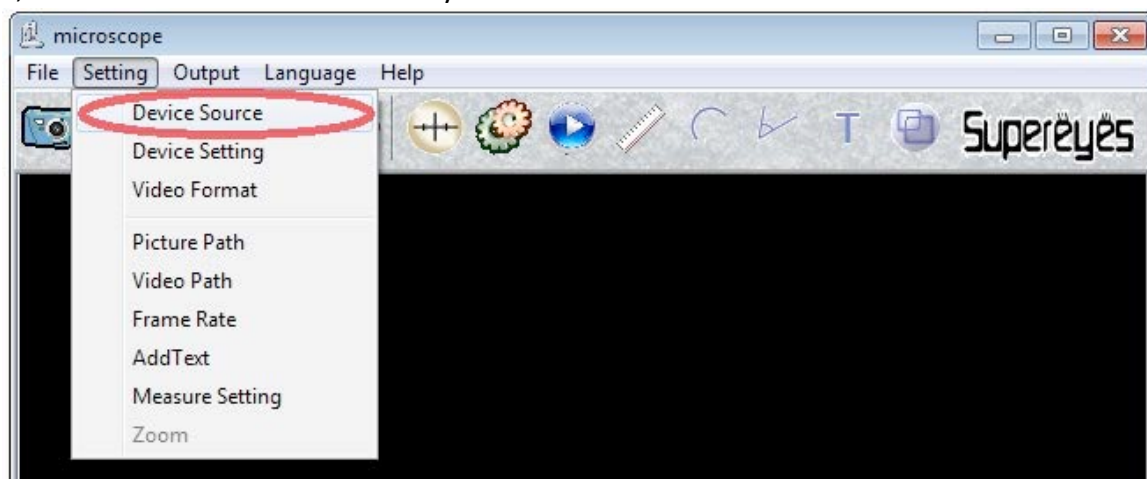 microscope
File Setting Output Language Help
Device Source
Device Setting
Video Format
Picture Path
Video Path
Frame Rate
AddText
Measure Setting
Zoom
T
Supereyes